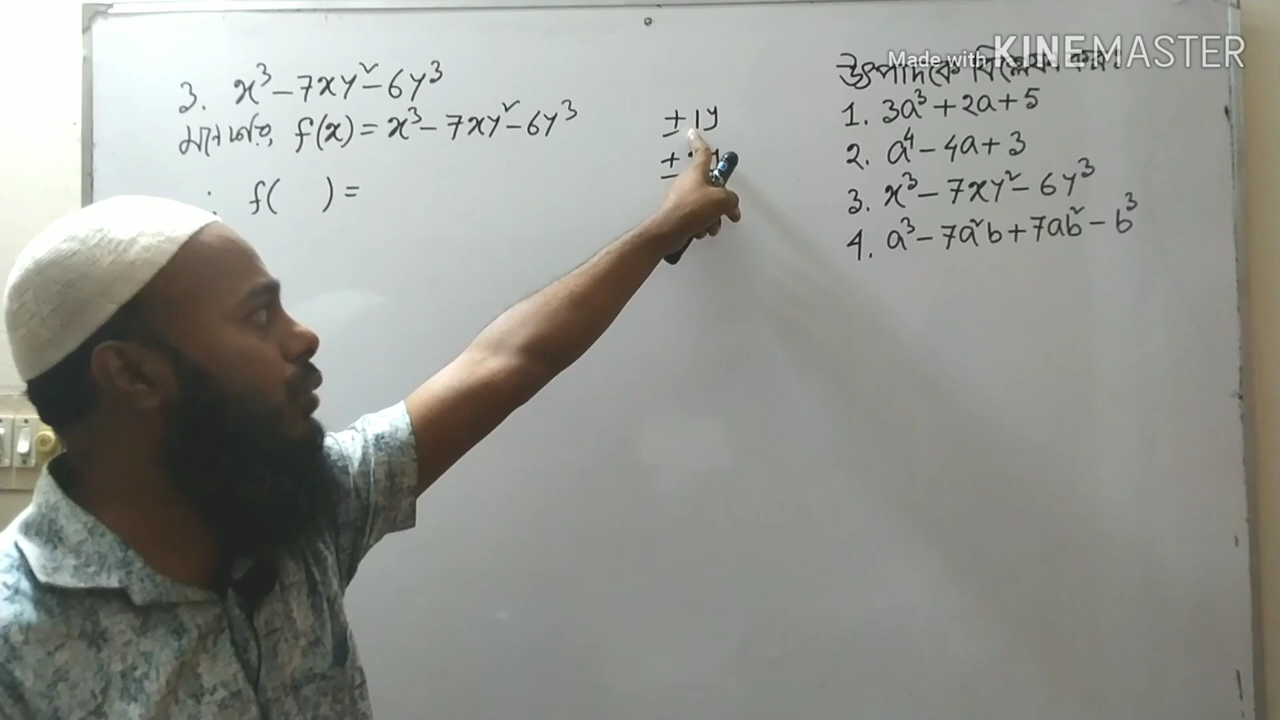 3. x³ - 7xy² - 6y³
মনে করি, f(x) = x³ - 7xy² - 6y³
∴ f( ) =
± 1y
±
Made with KINEMASTER
উৎপাদকে বিশ্লেষণ কর:
1. 3a³ + 2a + 5
2. a⁴ - 4a + 3
3. x³ - 7xy² - 6y³
4. a³ - 7a²b + 7ab² - b³